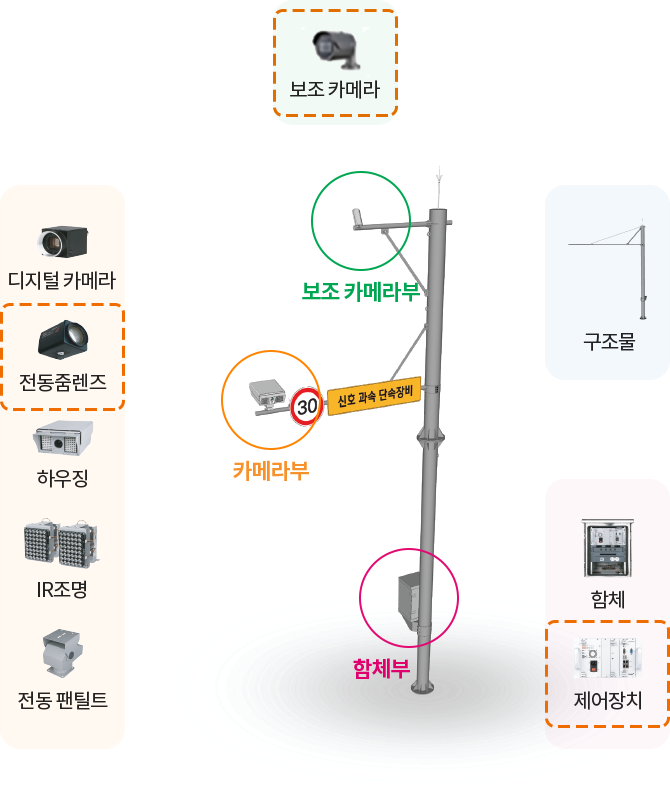 보조 카메라
디지털 카메라
전동줌렌즈
하우징
IR조명
전동 팬틸트
보조 카메라부
30
신호 과속 단속장비
카메라부
함체부
구조물
함체
제어장치